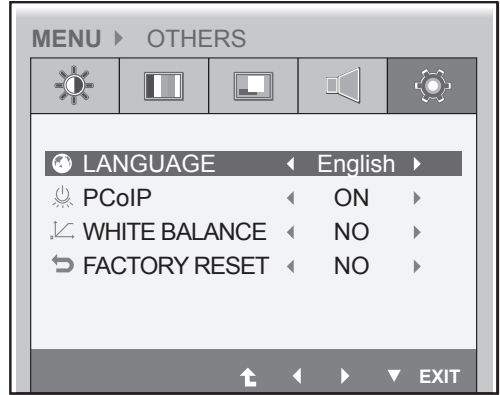 MENU OTHERS
LANGUAGE English
PCoIP ON
WHITE BALANCE NO
FACTORY RESET NO
EXIT